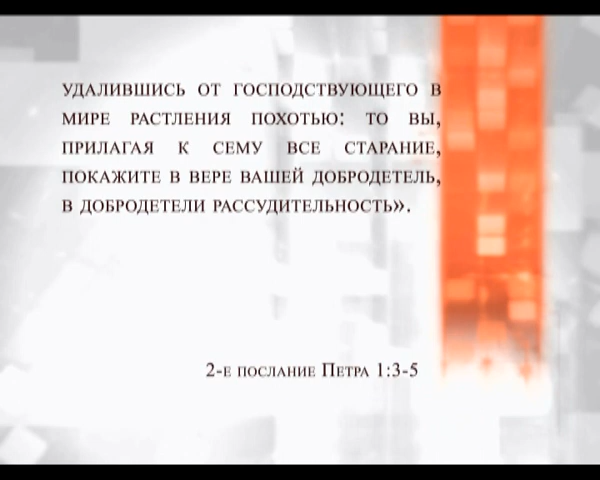 УДАЛИВШИСЬ ОТ ГОСПОДСТВУЮЩЕГО В
МИРЕ РАСТЛЕНИЯ ПОХОТЬЮ: ТО ВЫ,
ПРИЛАГАЯ К СЕМУ ВСЕ СТАРАНИЕ,
ПОКАЖИТЕ В ВЕРЕ ВАШЕЙ ДОБРОДЕТЕЛЬ,
В ДОБРОДЕТЕЛИ РАССУДИТЕЛЬНОСТЬ».
2-Е ПОСЛАНИЕ ПЕТРА 1:3-5